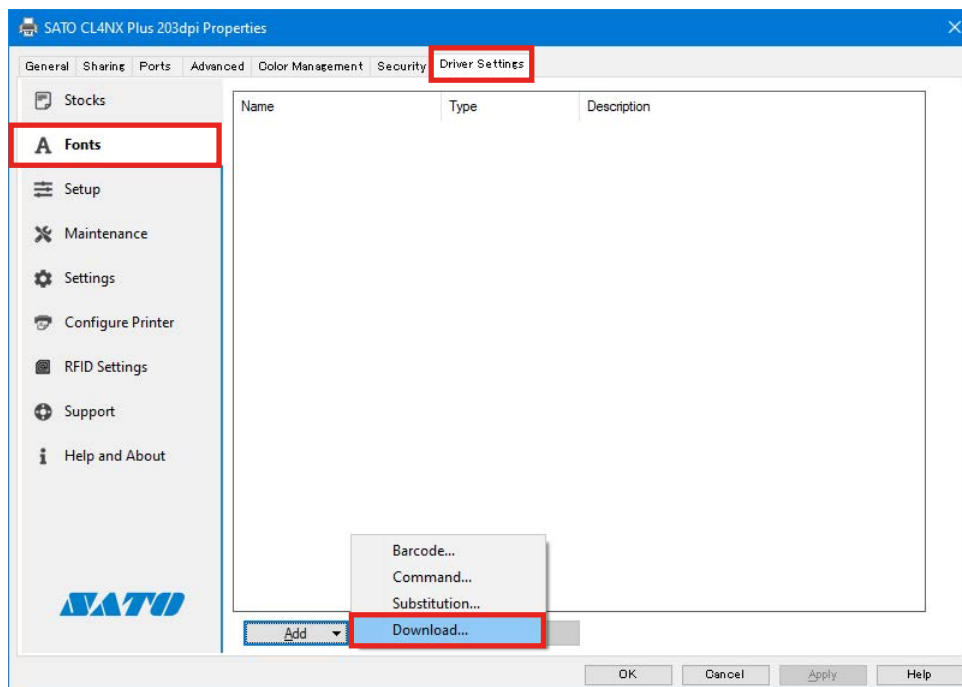 SATO CL4NX Plus 203dpi Properties
General Sharing Ports Advanced Color Management Security Driver Settings
Stocks
Fonts
Setup
Maintenance
Settings
Configure Printer
RFID Settings
Support
Help and About
SATO
Name Type Description
Barcode...
Command...
Substitution...
Download...
Add
OK Cancel Apply Help